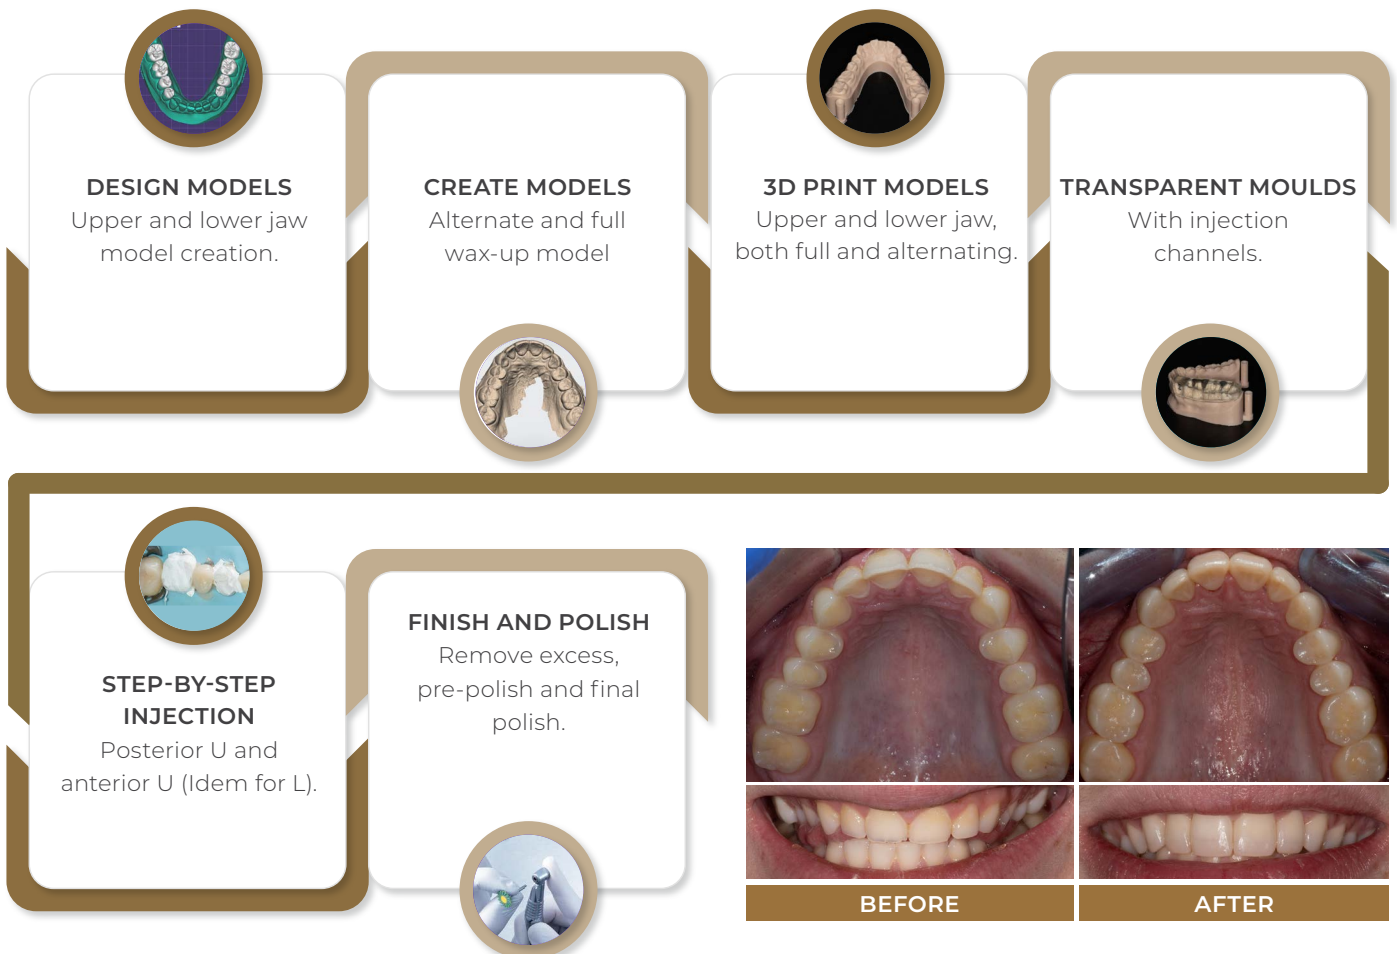 DESIGN MODELS
Upper and lower jaw
model creation.
CREATE MODELS
Alternate and full
wax-up model
3D PRINT MODELS
Upper and lower jaw,
both full and alternating.
TRANSPARENT MOULDS
With injection
channels.
STEP-BY-STEP
INJECTION
Posterior U and
anterior U (Idem for L).
FINISH AND POLISH
Remove excess,
pre-polish and final
polish.
BEFORE
AFTER